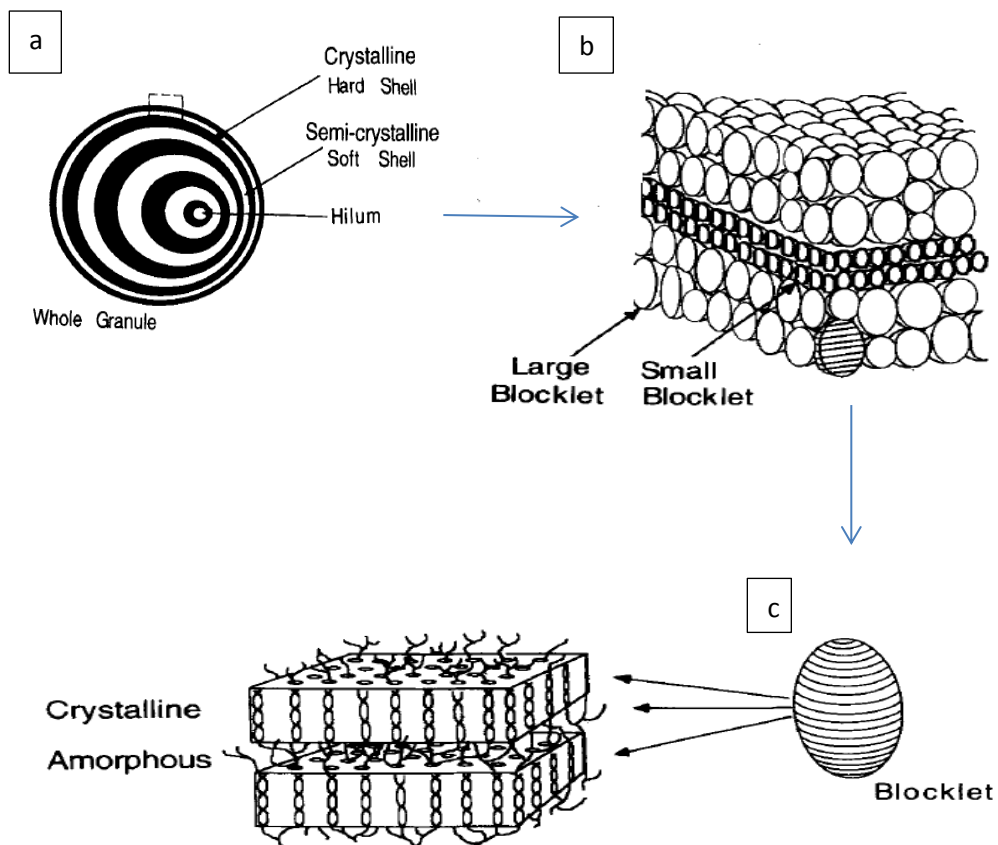 a
Crystalline
Hard Shell
Semi-crystalline
Soft Shell
Hilum
Whole Granule
b
Large
Blocklet
Small
Blocklet
c
Crystalline
Amorphous
Blocklet